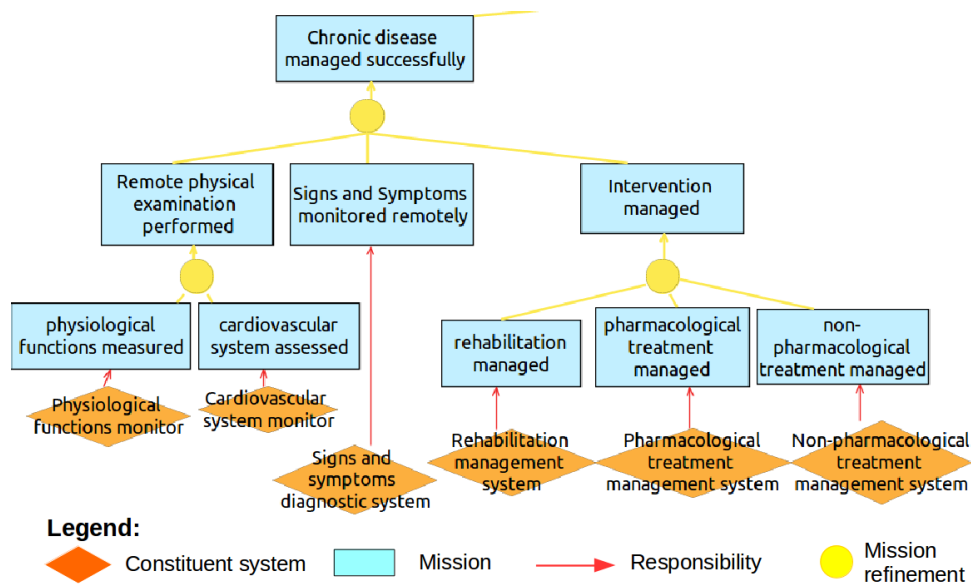 Chronic disease
managed successfully
Remote physical
examination
performed
Signs and Symptoms
monitored remotely
Intervention
managed
physiological
functions measured
cardiovascular
system assessed
rehabilitation
managed
pharmacological
treatment
managed
non-
pharmacological
treatment managed
Physiological
functions monitor
Cardiovascular
system monitor
Signs and
symptoms
diagnostic system
Rehabilitation
management
system
Pharmacological
treatment
management system
Non-pharmacological
treatment
management system
Legend:
Constituent system
Mission
Responsibility
Mission
refinement